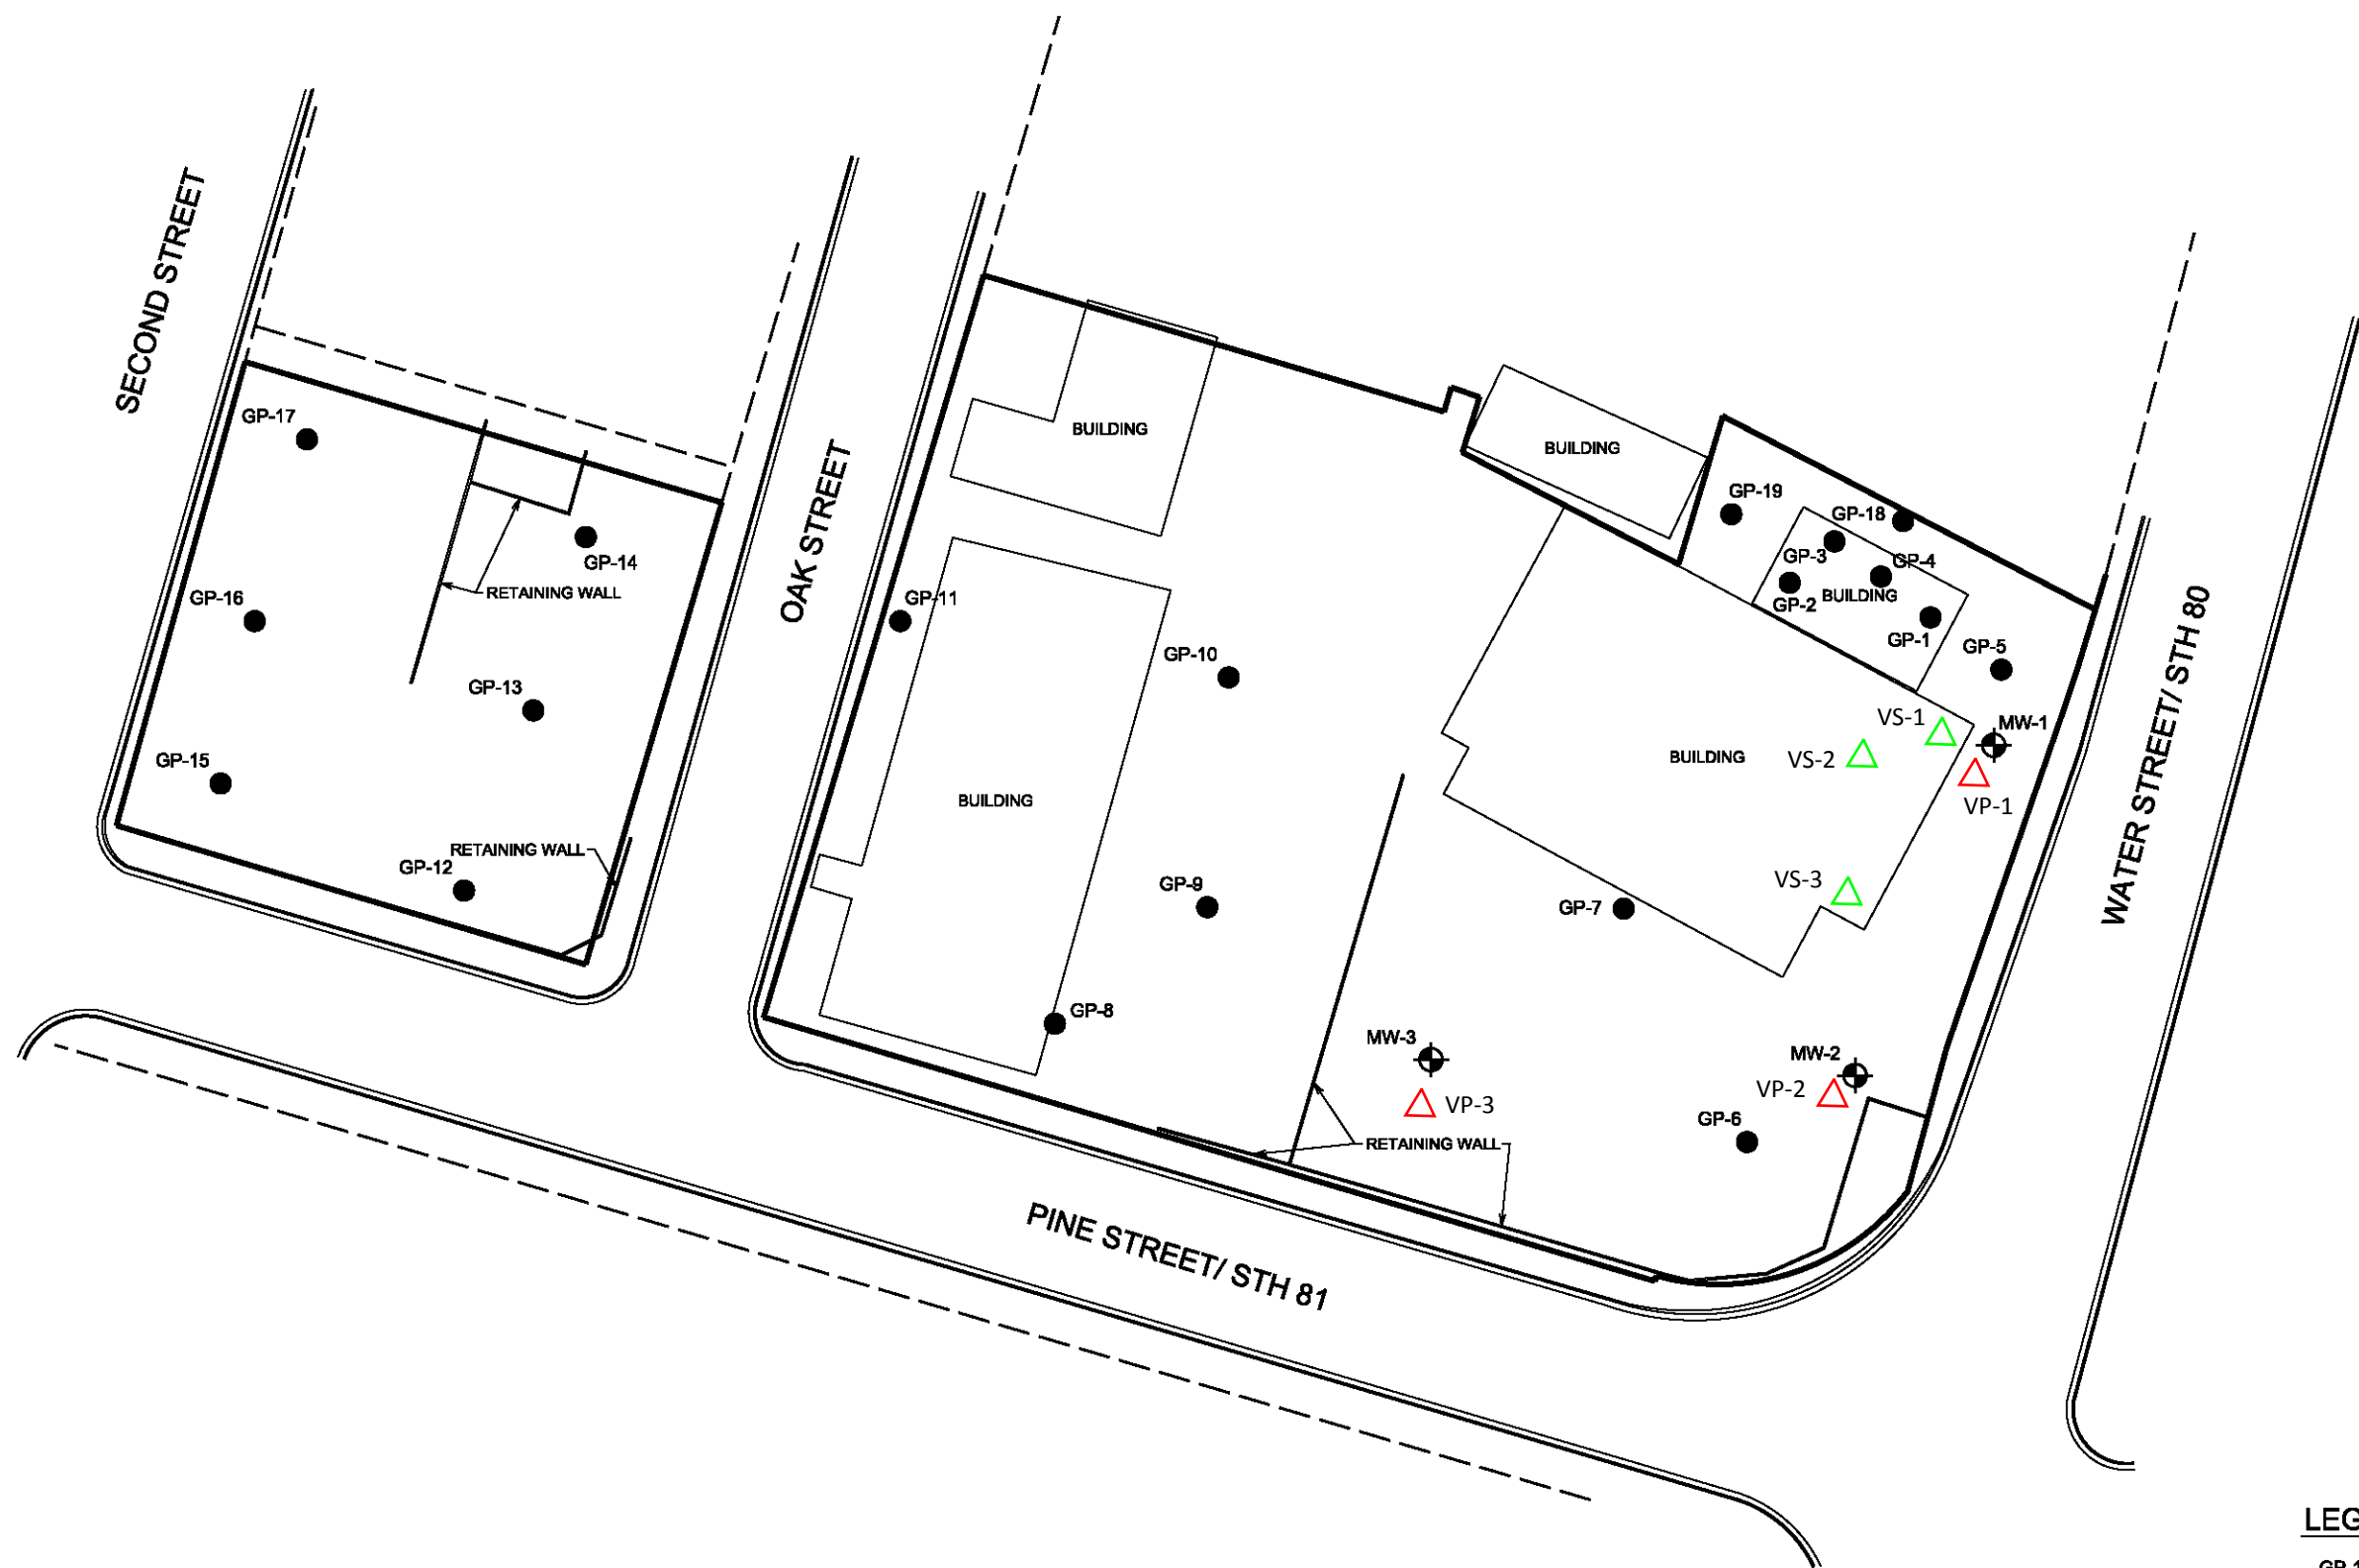 SECOND STREET
GP-17
GP-14
RETAINING WALL
GP-16
GP-13
GP-15
RETAINING WALL
GP-12
OAK STREET
BUILDING
BUILDING
GP-19
GP-18
GP-3
GP-4
GP-2
BUILDING
GP-1
GP-5
GP-11
GP-10
VS-1
MW-1
VS-2
BUILDING
VP-1
WATER STREET/ STH 80
BUILDING
VS-3
GP-9
GP-7
GP-8
MW-3
MW-2
VP-2
VP-3
GP-6
RETAINING WALL
PINE STREET/ STH 81
LEG
GP-1